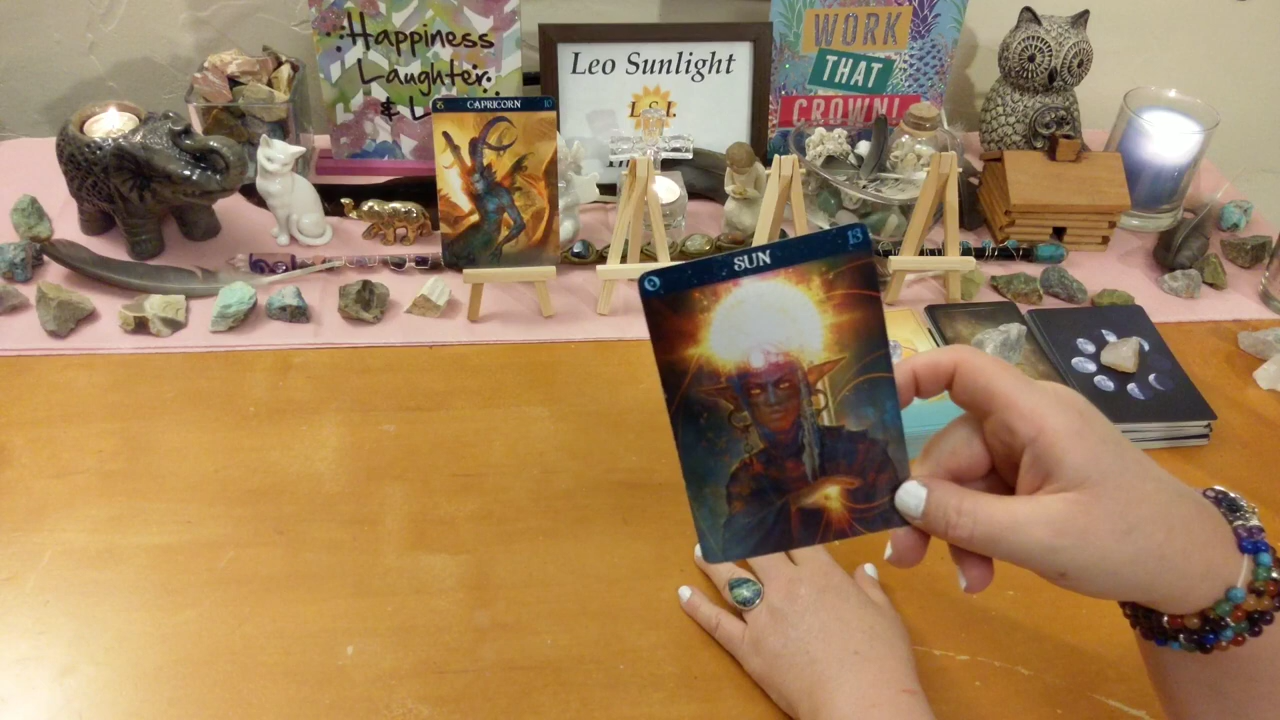 Happiness
Laughter
& L
CAPRICORN 10
Leo Sunlight
L.S.I.
WORK
THAT
CROWN!
SUN 13